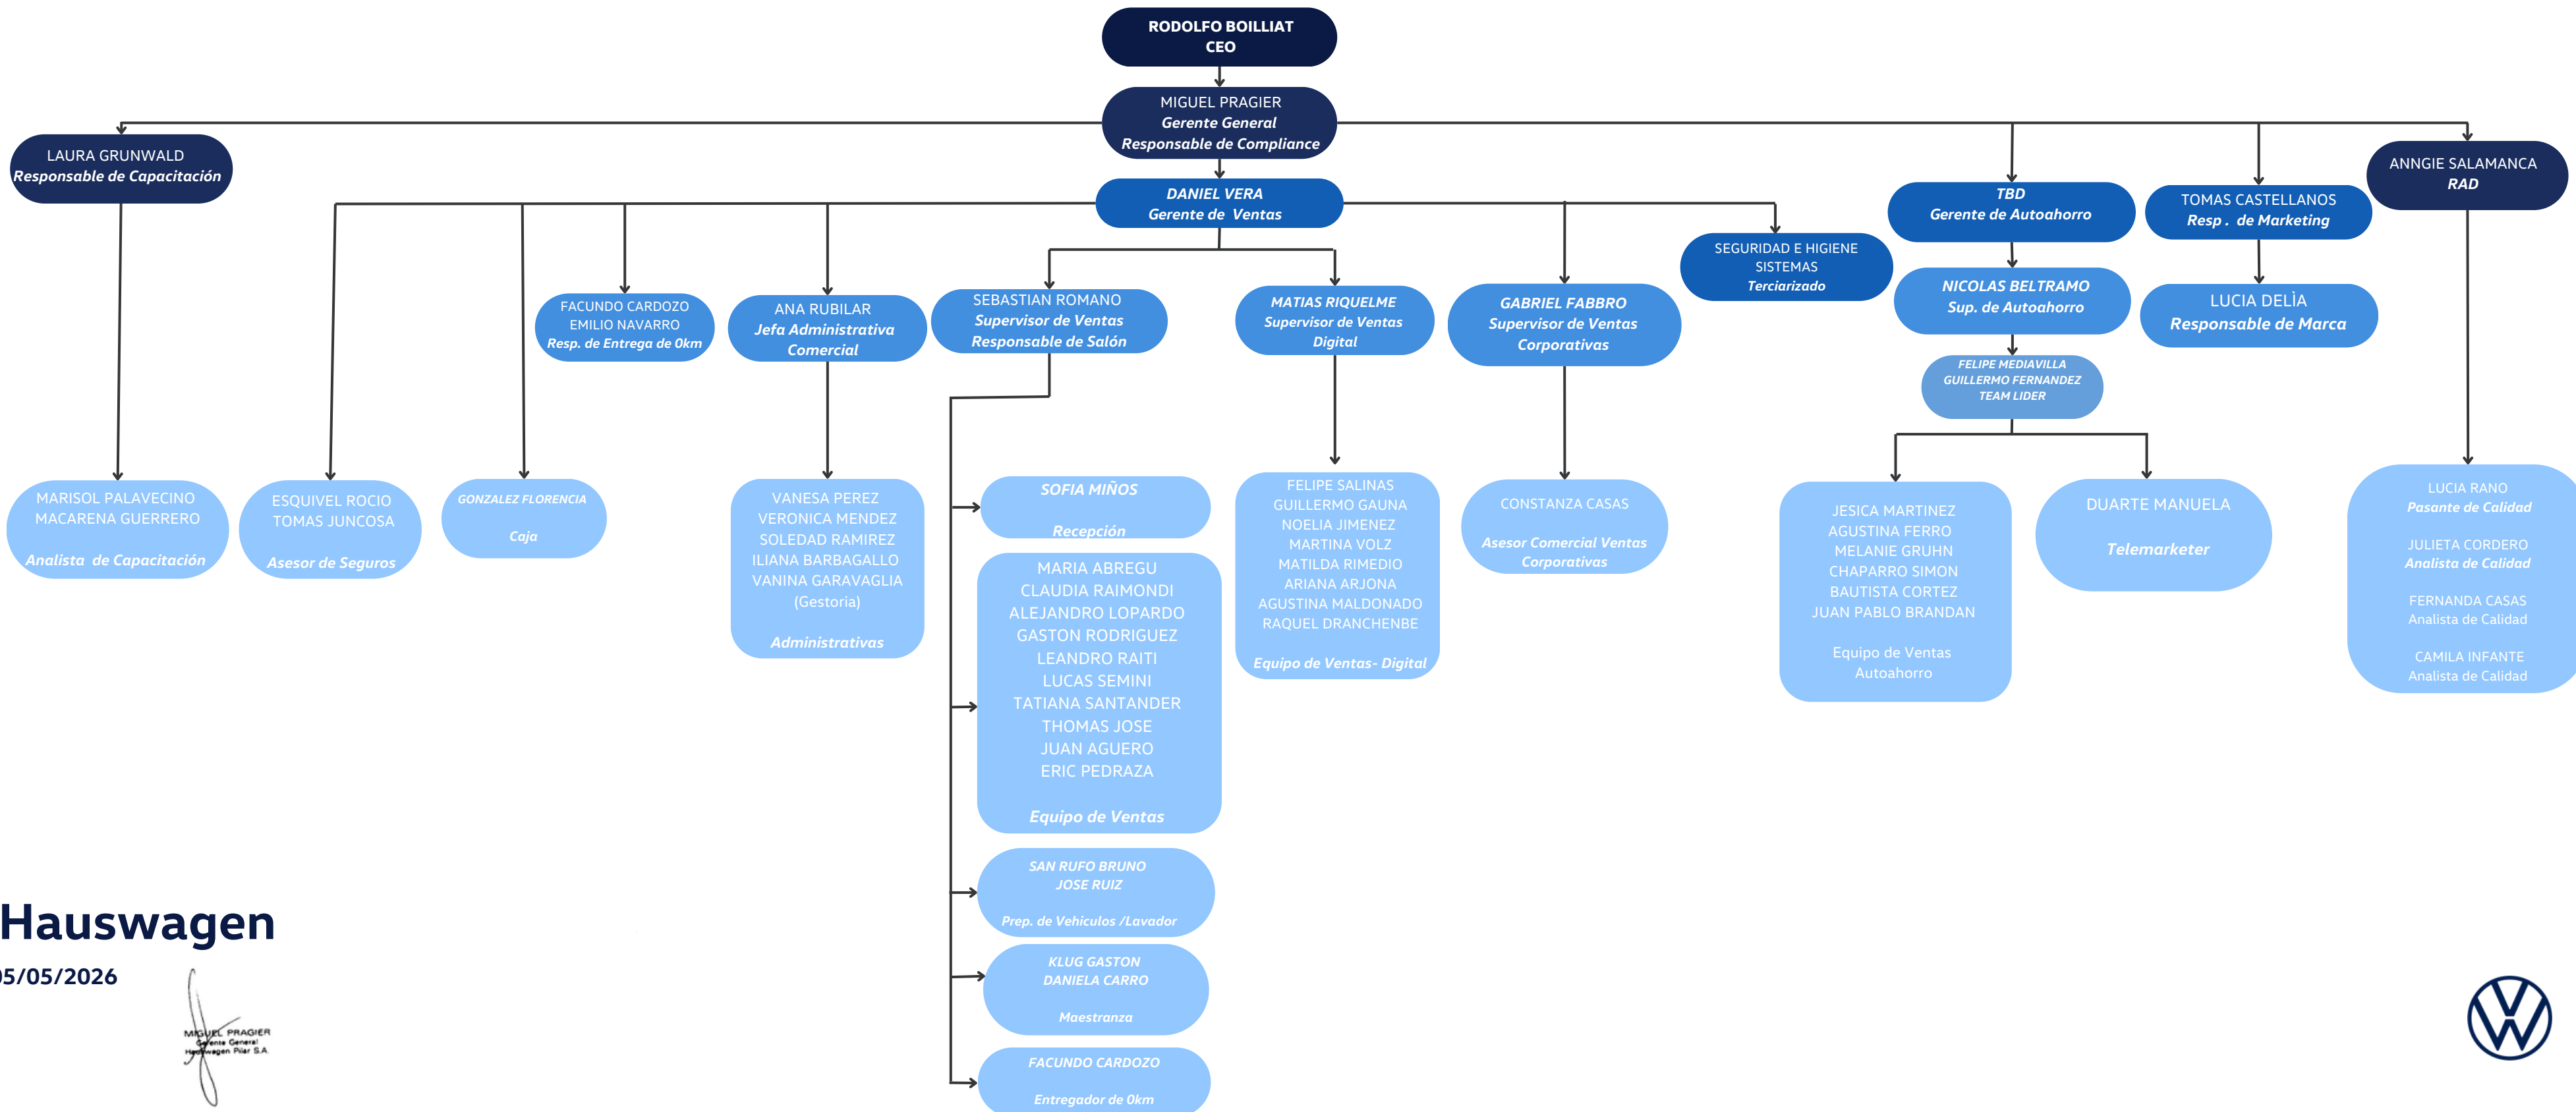 RODOLFO BOILLIAT
CEO
MIGUEL PRAGIER
Gerente General
Responsable de Compliance
LAURA GRUNWALD
Responsable de Capacitación
DANIEL VERA
Gerente de Ventas
TBD
Gerente de Autoahorro
TOMAS CASTELLANOS
Resp . de Marketing
ANNGIE SALAMANCA
RAD
SEGURIDAD E HIGIENE
SISTEMAS
Terciarizado
FACUNDO CARDOZO
EMILIO NAVARRO
Resp. de Entrega de 0km
ANA RUBILAR
Jefa Administrativa
Comercial
SEBASTIAN ROMANO
Supervisor de Ventas
Responsable de Salón
MATIAS RIQUELME
Supervisor de Ventas
Digital
GABRIEL FABBRO
Supervisor de Ventas
Corporativas
NICOLAS BELTRAMO
Sup. de Autoahorro
LUCIA DELÌA
Responsable de Marca
FELIPE MEDIAVILLA
GUILLERMO FERNANDEZ
TEAM LIDER
MARISOL PALAVECINO
MACARENA GUERRERO
Analista de Capacitación
ESQUIVEL ROCIO
TOMAS JUNCOSA
Asesor de Seguros
GONZALEZ FLORENCIA
Caja
VANESA PEREZ
VERONICA MENDEZ
SOLEDAD RAMIREZ
ILIANA BARBAGALLO
VANINA GARAVAGLIA
(Gestoria)
Administrativas
SOFIA MIÑOS
Recepción
MARIA ABREGU
CLAUDIA RAIMONDI
ALEJANDRO LOPARDO
GASTON RODRIGUEZ
LEANDRO RAITI
LUCAS SEMINI
TATIANA SANTANDER
THOMAS JOSE
JUAN AGUERO
ERIC PEDRAZA
Equipo de Ventas
SAN RUFO BRUNO
JOSE RUIZ
Prep. de Vehiculos /Lavador
KLUG GASTON
DANIELA CARRO
Maestranza
FACUNDO CARDOZO
Entregador de 0km
FELIPE SALINAS
GUILLERMO GAUNA
NOELIA JIMENEZ
MARTINA VOLZ
MATILDA RIMEDIO
ARIANA ARJONA
AGUSTINA MALDONADO
RAQUEL DRANCHENBE
Equipo de Ventas- Digital
CONSTANZA CASAS
Asesor Comercial Ventas
Corporativas
JESICA MARTINEZ
AGUSTINA FERRO
MELANIE GRUHN
CHAPARRO SIMON
BAUTISTA CORTEZ
JUAN PABLO BRANDAN
Equipo de Ventas
Autoahorro
DUARTE MANUELA
Telemarketer
LUCIA RANO
Pasante de Calidad
JULIETA CORDERO
Analista de Calidad
FERNANDA CASAS
Analista de Calidad
CAMILA INFANTE
Analista de Calidad
Hauswagen
05/05/2026
MIGUEL PRAGIER
Gerente General
Hauswagen Pilar S.A.